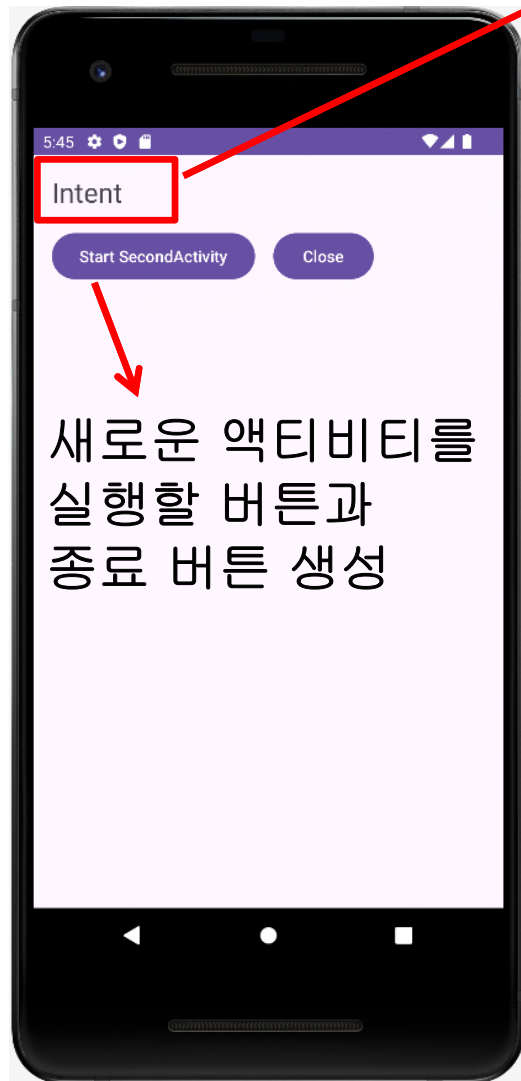 5:45
Intent
Start SecondActivity Close
새로운 액티비티를
실행할 버튼과
종료 버튼 생성